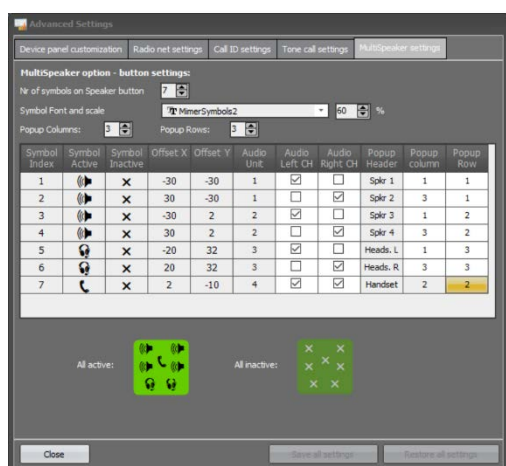 Advanced Settings
Device panel customization Radio net settings Call ID settings Tone call settings MultiSpeaker settings
MultiSpeaker option - button settings:
Nr of symbols on Speaker button 7
Symbol Font and scale MimerSymbols2 60 %
Popup Columns: 3 Popup Rows: 3
Symbol Index Symbol Active Symbol Inactive Offset X Offset Y Audio Unit Audio Left CH Audio Right CH Popup Header Popup column Popup Row
1 -30 -30 1 Spkr 1 1 1
2 30 -30 1 Spkr 2 3 1
3 -30 2 2 Spkr 3 1 2
4 30 2 2 Spkr 4 3 2
5 -20 32 3 Heads. L 1 3
6 20 32 3 Heads. R 3 3
7 2 -10 4 Handset 2 2
All active: All inactive:
Close Save all settings Restore all settings